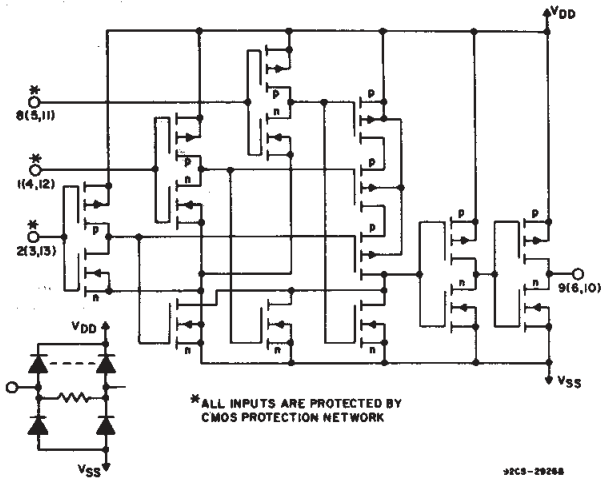 VDD
*
8(5,11)
p
n
p
*
1(4,12)
p
n
p
*
2(3,13)
p
n
p
p
p
n
n
9(6,10)
n
n
n
VDD
VSS
*ALL INPUTS ARE PROTECTED BY
CMOS PROTECTION NETWORK
VSS
92CS-29268